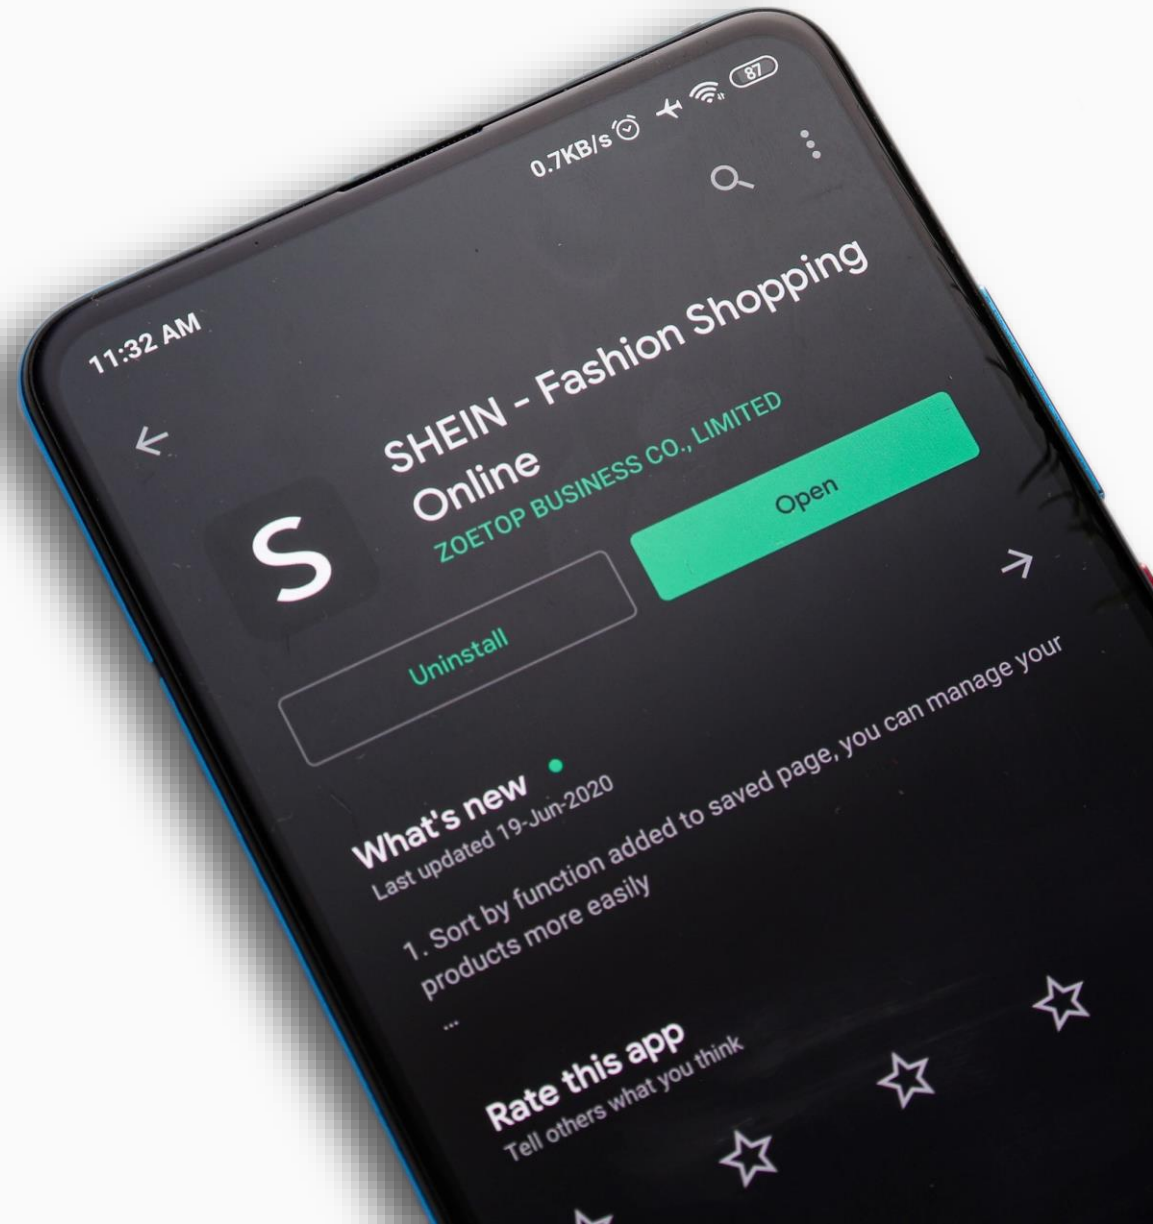 0.7KB/s 87
11:32 AM
SHEIN - Fashion Shopping
Online
ZOETOP BUSINESS CO., LIMITED
S
Uninstall
Open
What's new
Last updated 19-Jun-2020
1. Sort by function added to saved page, you can manage your
products more easily
...
Rate this app
Tell others what you think